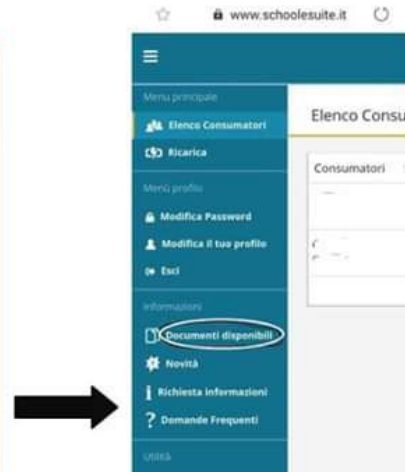 www.schoolesuite.it
Menu principale
Elenco Consumatori
Ricarica
Menù profilo
Modifica Password
Modifica il tuo profilo
Esci
Informazioni
Documenti disponibili
Novità
Richiesta informazioni
Domande Frequenti
Utilità
Elenco Consu
Consumatori